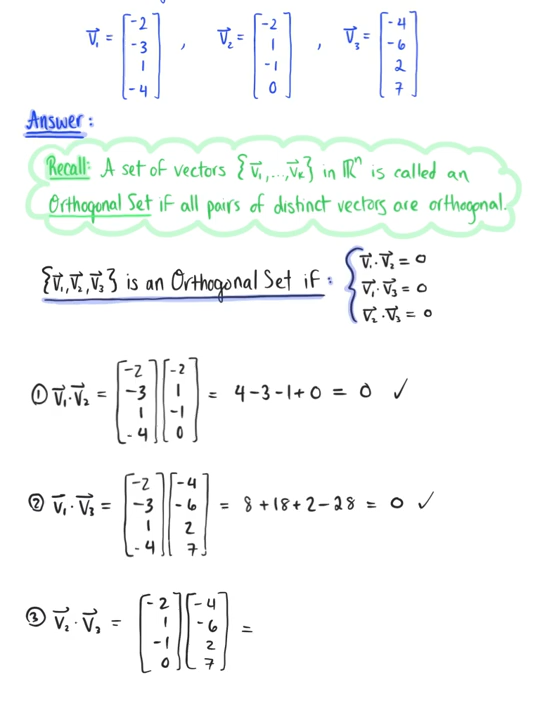 v⃗₁ = [-2 -3 1 -4] , v⃗₂ = [-2 1 -1 0] , v⃗₃ = [-4 -6 2 7]
Answer:
Recall: A set of vectors {v⃗₁,...,v⃗ₖ} in ℝⁿ is called an
Orthogonal Set if all pairs of distinct vectors are orthogonal.
{v⃗₁,v⃗₂,v⃗₃} is an Orthogonal Set if: { v⃗₁·v⃗₂ = 0
v⃗₁·v⃗₃ = 0
v⃗₂·v⃗₃ = 0
① v⃗₁·v⃗₂ = [-2 -3 1 -4] [-2 1 -1 0] = 4-3-1+0 = 0 ✓
② v⃗₁·v⃗₃ = [-2 -3 1 -4] [-4 -6 2 7] = 8+18+2-28 = 0 ✓
③ v⃗₂·v⃗₃ = [-2 1 -1 0] [-4 -6 2 7] =